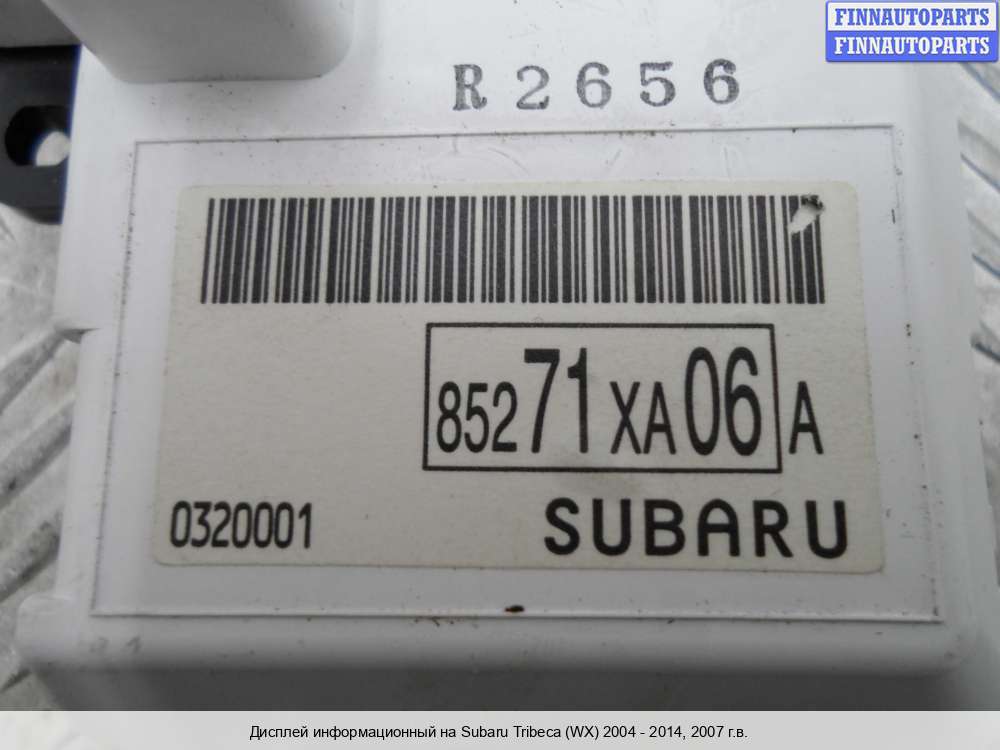 FINNAUTOPARTS
FINNAUTOPARTS
R2656
85271XA06A
0320001
SUBARU
Дисплей информационный на Subaru Tribeca (WX) 2004 - 2014, 2007 г.в.